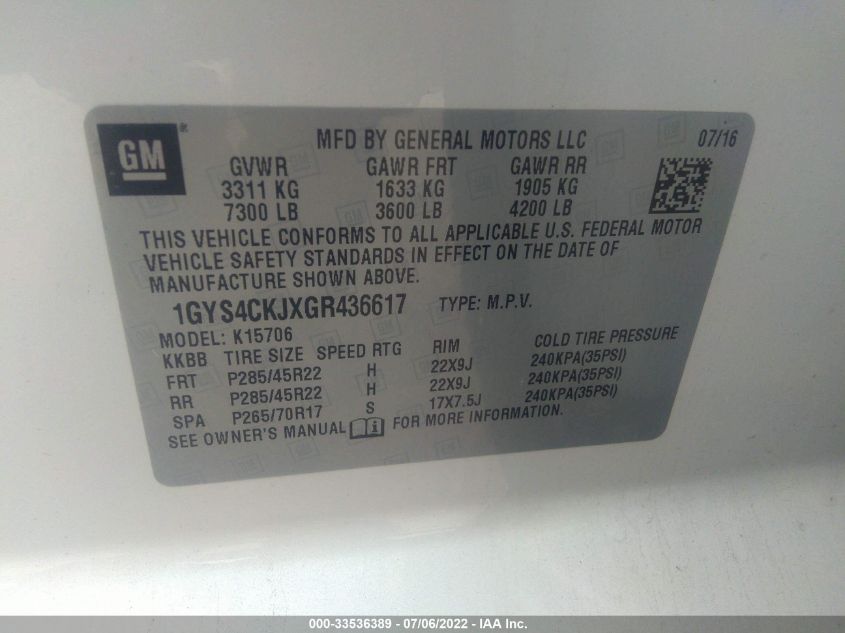 GM®
MFD BY GENERAL MOTORS LLC 07/16
GVWR GAWR FRT GAWR RR
3311 KG 1633 KG 1905 KG
7300 LB 3600 LB 4200 LB
THIS VEHICLE CONFORMS TO ALL APPLICABLE U.S. FEDERAL MOTOR
VEHICLE SAFETY STANDARDS IN EFFECT ON THE DATE OF
MANUFACTURE SHOWN ABOVE.
1GYS4CKJXGR436617 TYPE: M.P.V.
MODEL: K15706
KKBB TIRE SIZE SPEED RTG RIM COLD TIRE PRESSURE
FRT P285/45R22 H 22X9J 240KPA(35PSI)
RR P285/45R22 H 22X9J 240KPA(35PSI)
SPA P265/70R17 S 17X7.5J 240KPA(35PSI)
SEE OWNER'S MANUAL FOR MORE INFORMATION.
000-33536389 - 07/06/2022 - IAA Inc.